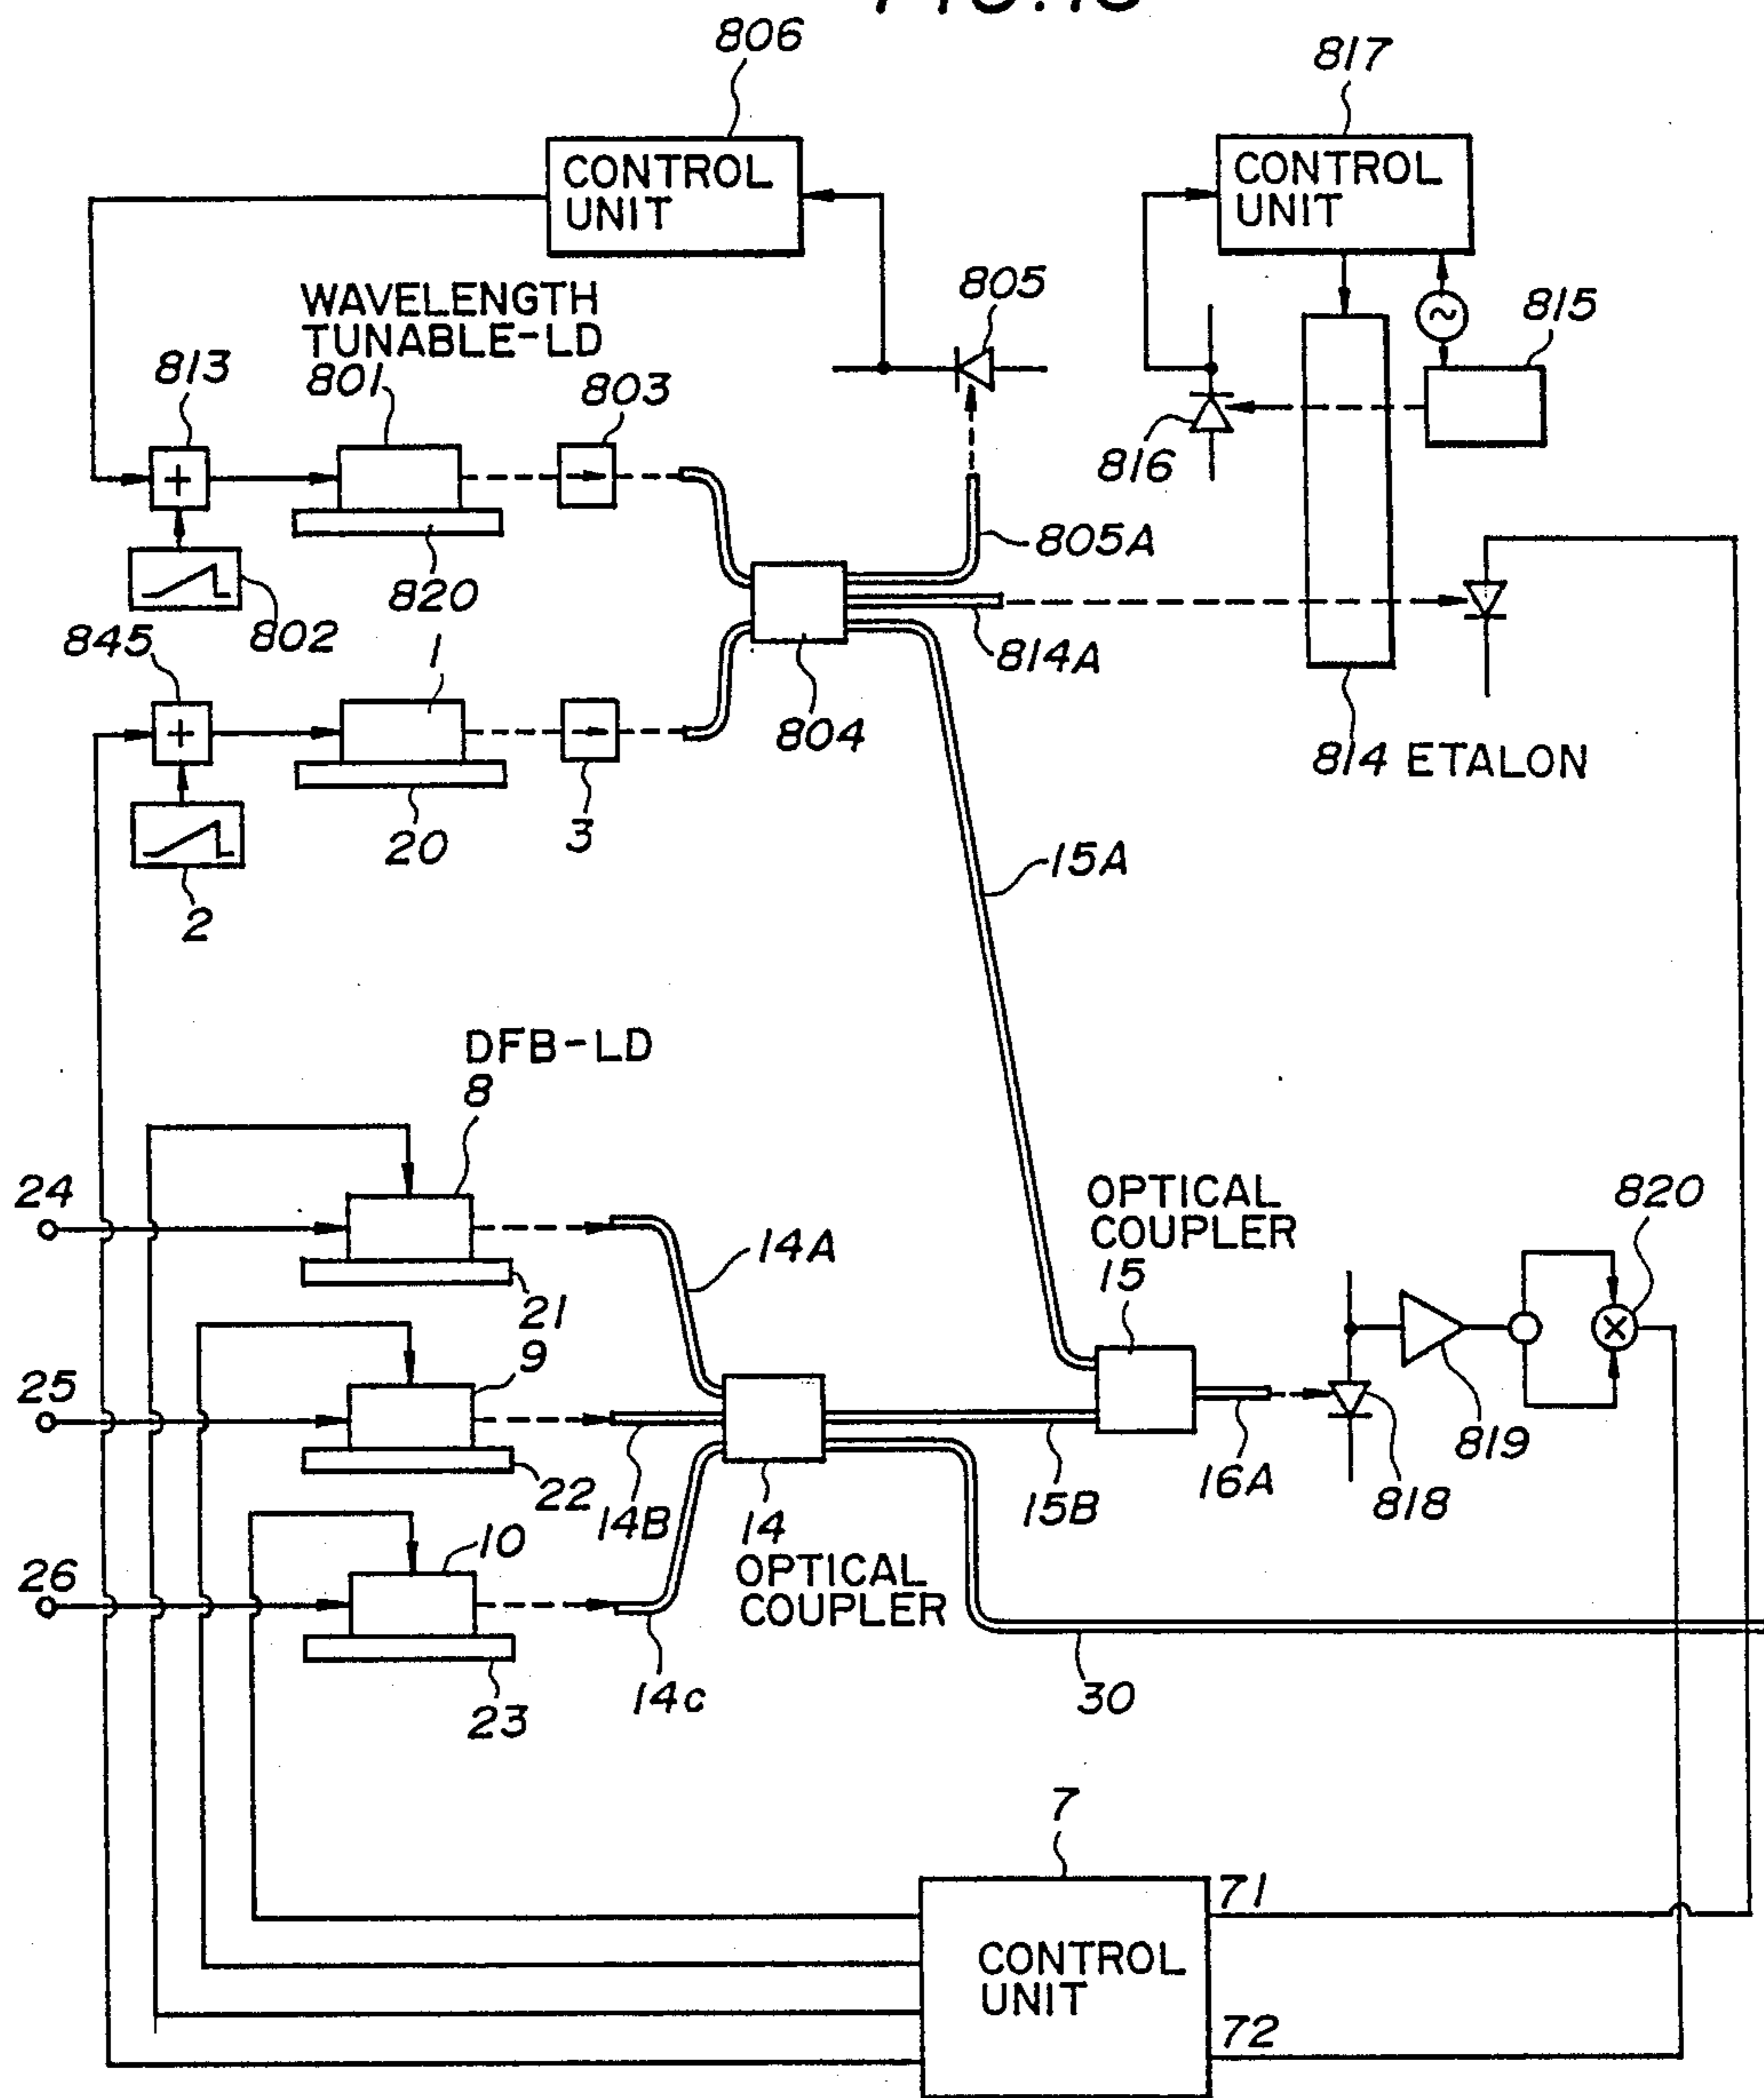 806
817
CONTROL
UNIT
CONTROL
UNIT
805
815
WAVELENGTH
TUNABLE-LD
813
801
803
816
805A
820
802
845
1
814A
804
814 ETALON
20
3
2
15A
DFB-LD
8
24
OPTICAL
COUPLER
15
820
14A
21
9
25
819
22
14B
14
15B
16A
818
10
26
OPTICAL
COUPLER
14c
30
23
7
71
CONTROL
UNIT
72